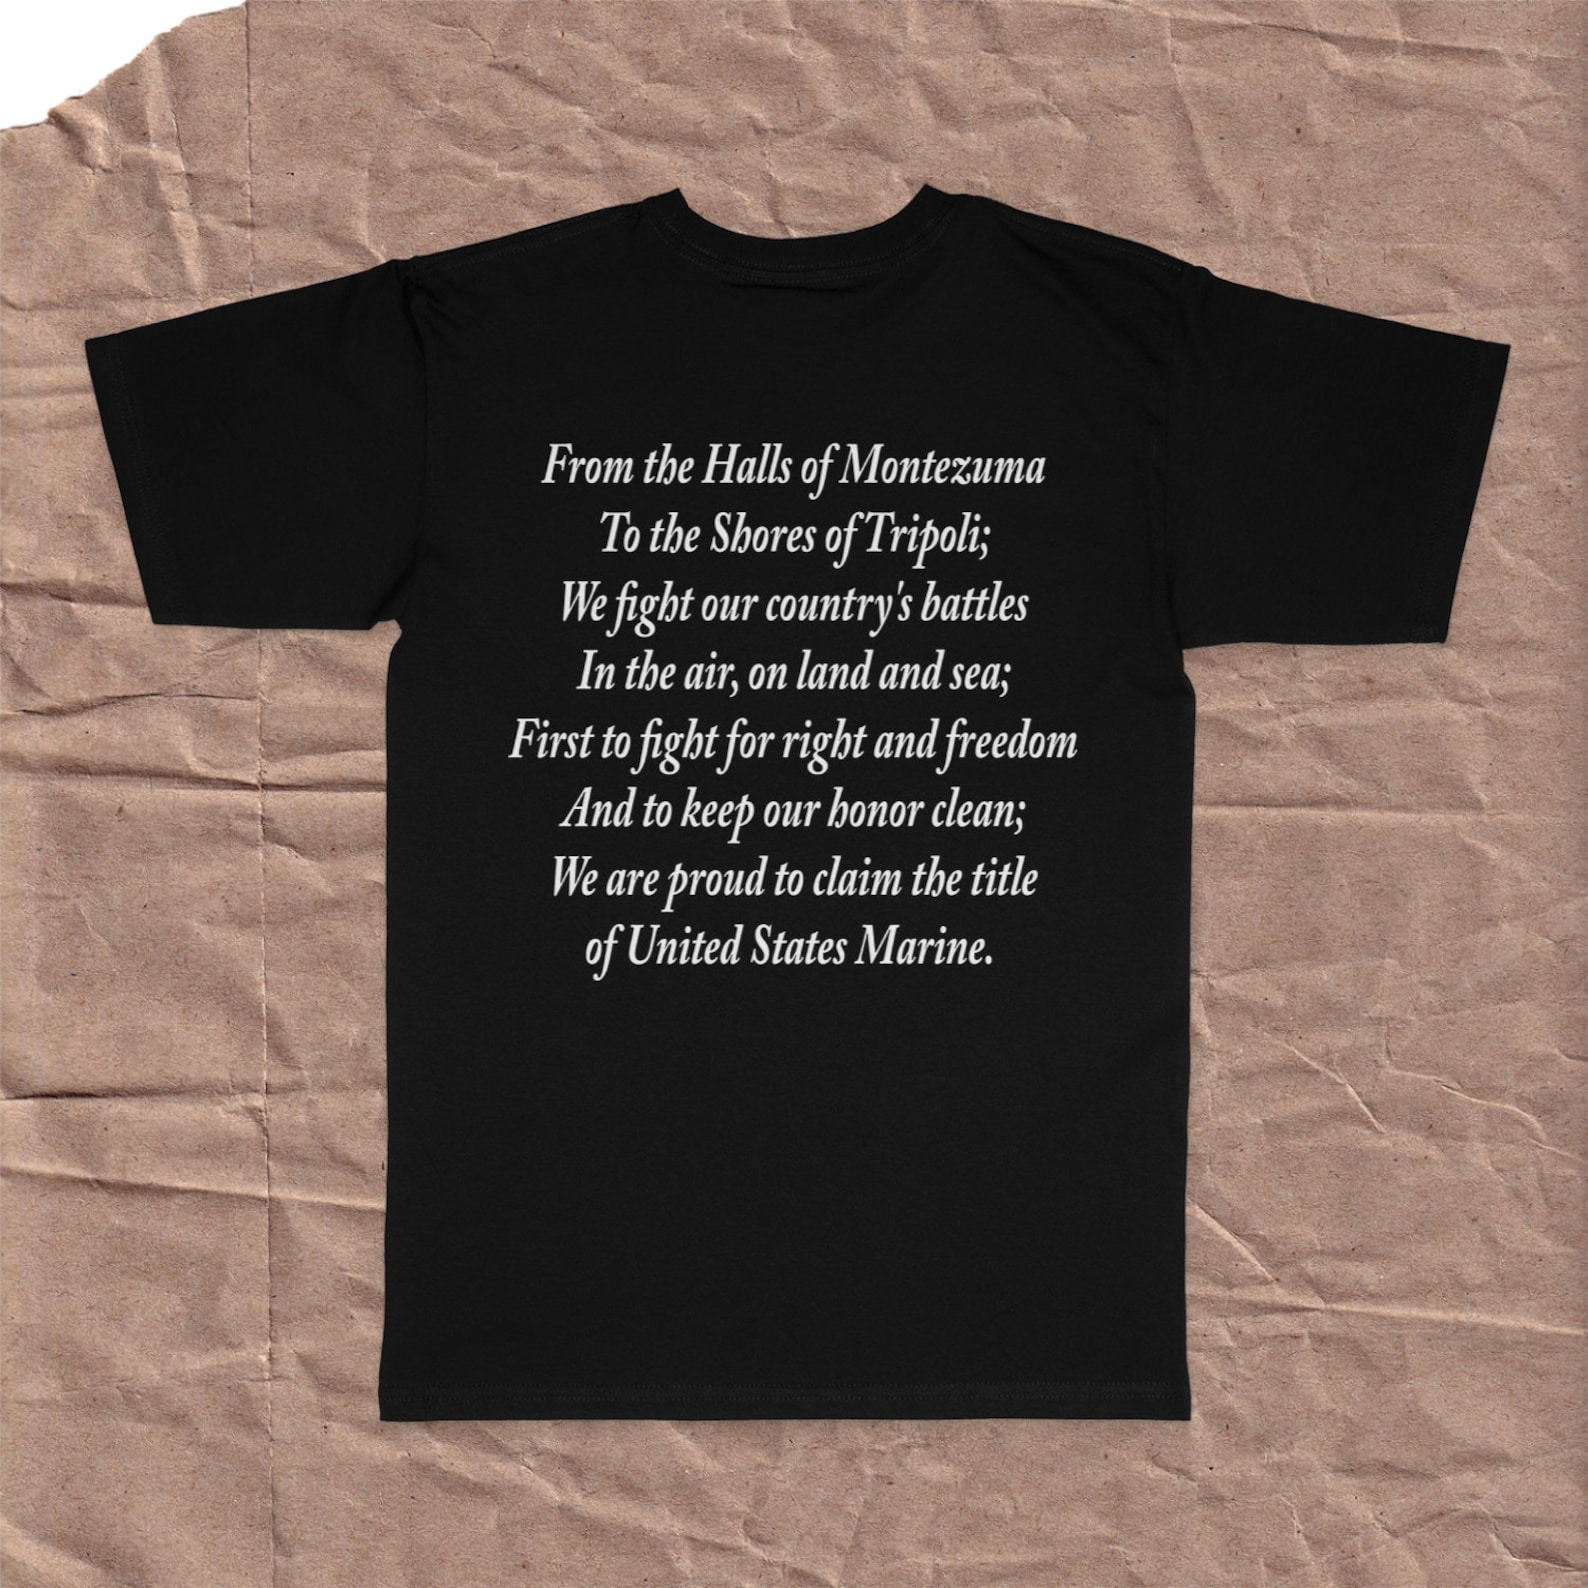 From the Halls of Montezuma
To the Shores of Tripoli;
We fight our country's battles
In the air, on land and sea;
First to fight for right and freedom
And to keep our honor clean;
We are proud to claim the title
of United States Marine.